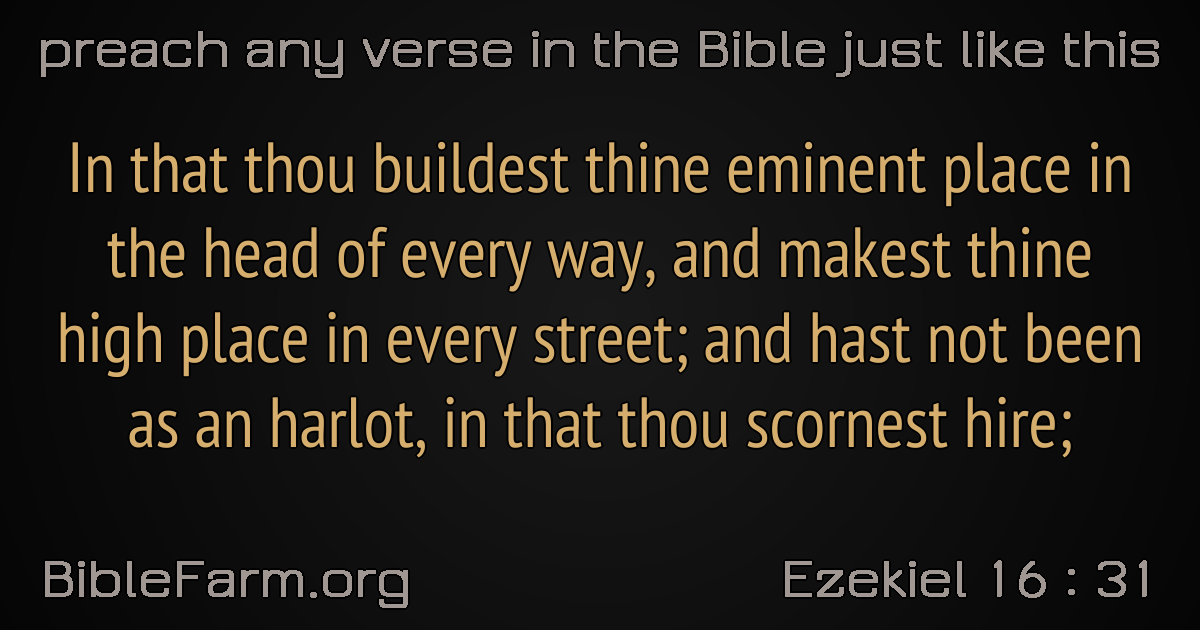 preach any verse in the Bible just like this
In that thou buildest thine eminent place in
the head of every way, and makest thine
high place in every street; and hast not been
as an harlot, in that thou scornest hire;
BibleFarm.org
Ezekiel 16 : 31